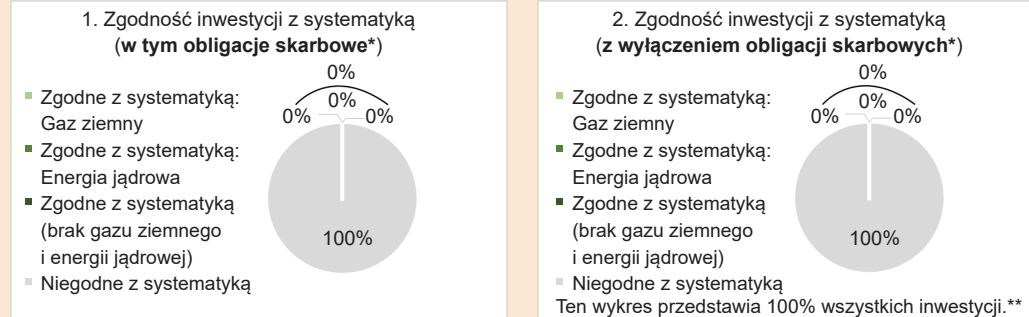 1. Zgodność inwestycji z systematyką
(w tym obligacje skarbowe*)
0%
0%
0%
0%
Zgodne z systematyką:
Gaz ziemny
Zgodne z systematyką:
Energia jądrowa
Zgodne z systematyką
(brak gazu ziemnego
i energii jądrowej)
Niegodne z systematyką
100%
2. Zgodność inwestycji z systematyką
(z wyłączeniem obligacji skarbowych*)
0%
0%
0%
0%
Zgodne z systematyką:
Gaz ziemny
Zgodne z systematyką:
Energia jądrowa
Zgodne z systematyką
(brak gazu ziemnego
i energii jądrowej)
Niegodne z systematyką
100%
Ten wykres przedstawia 100% wszystkich inwestycji.**